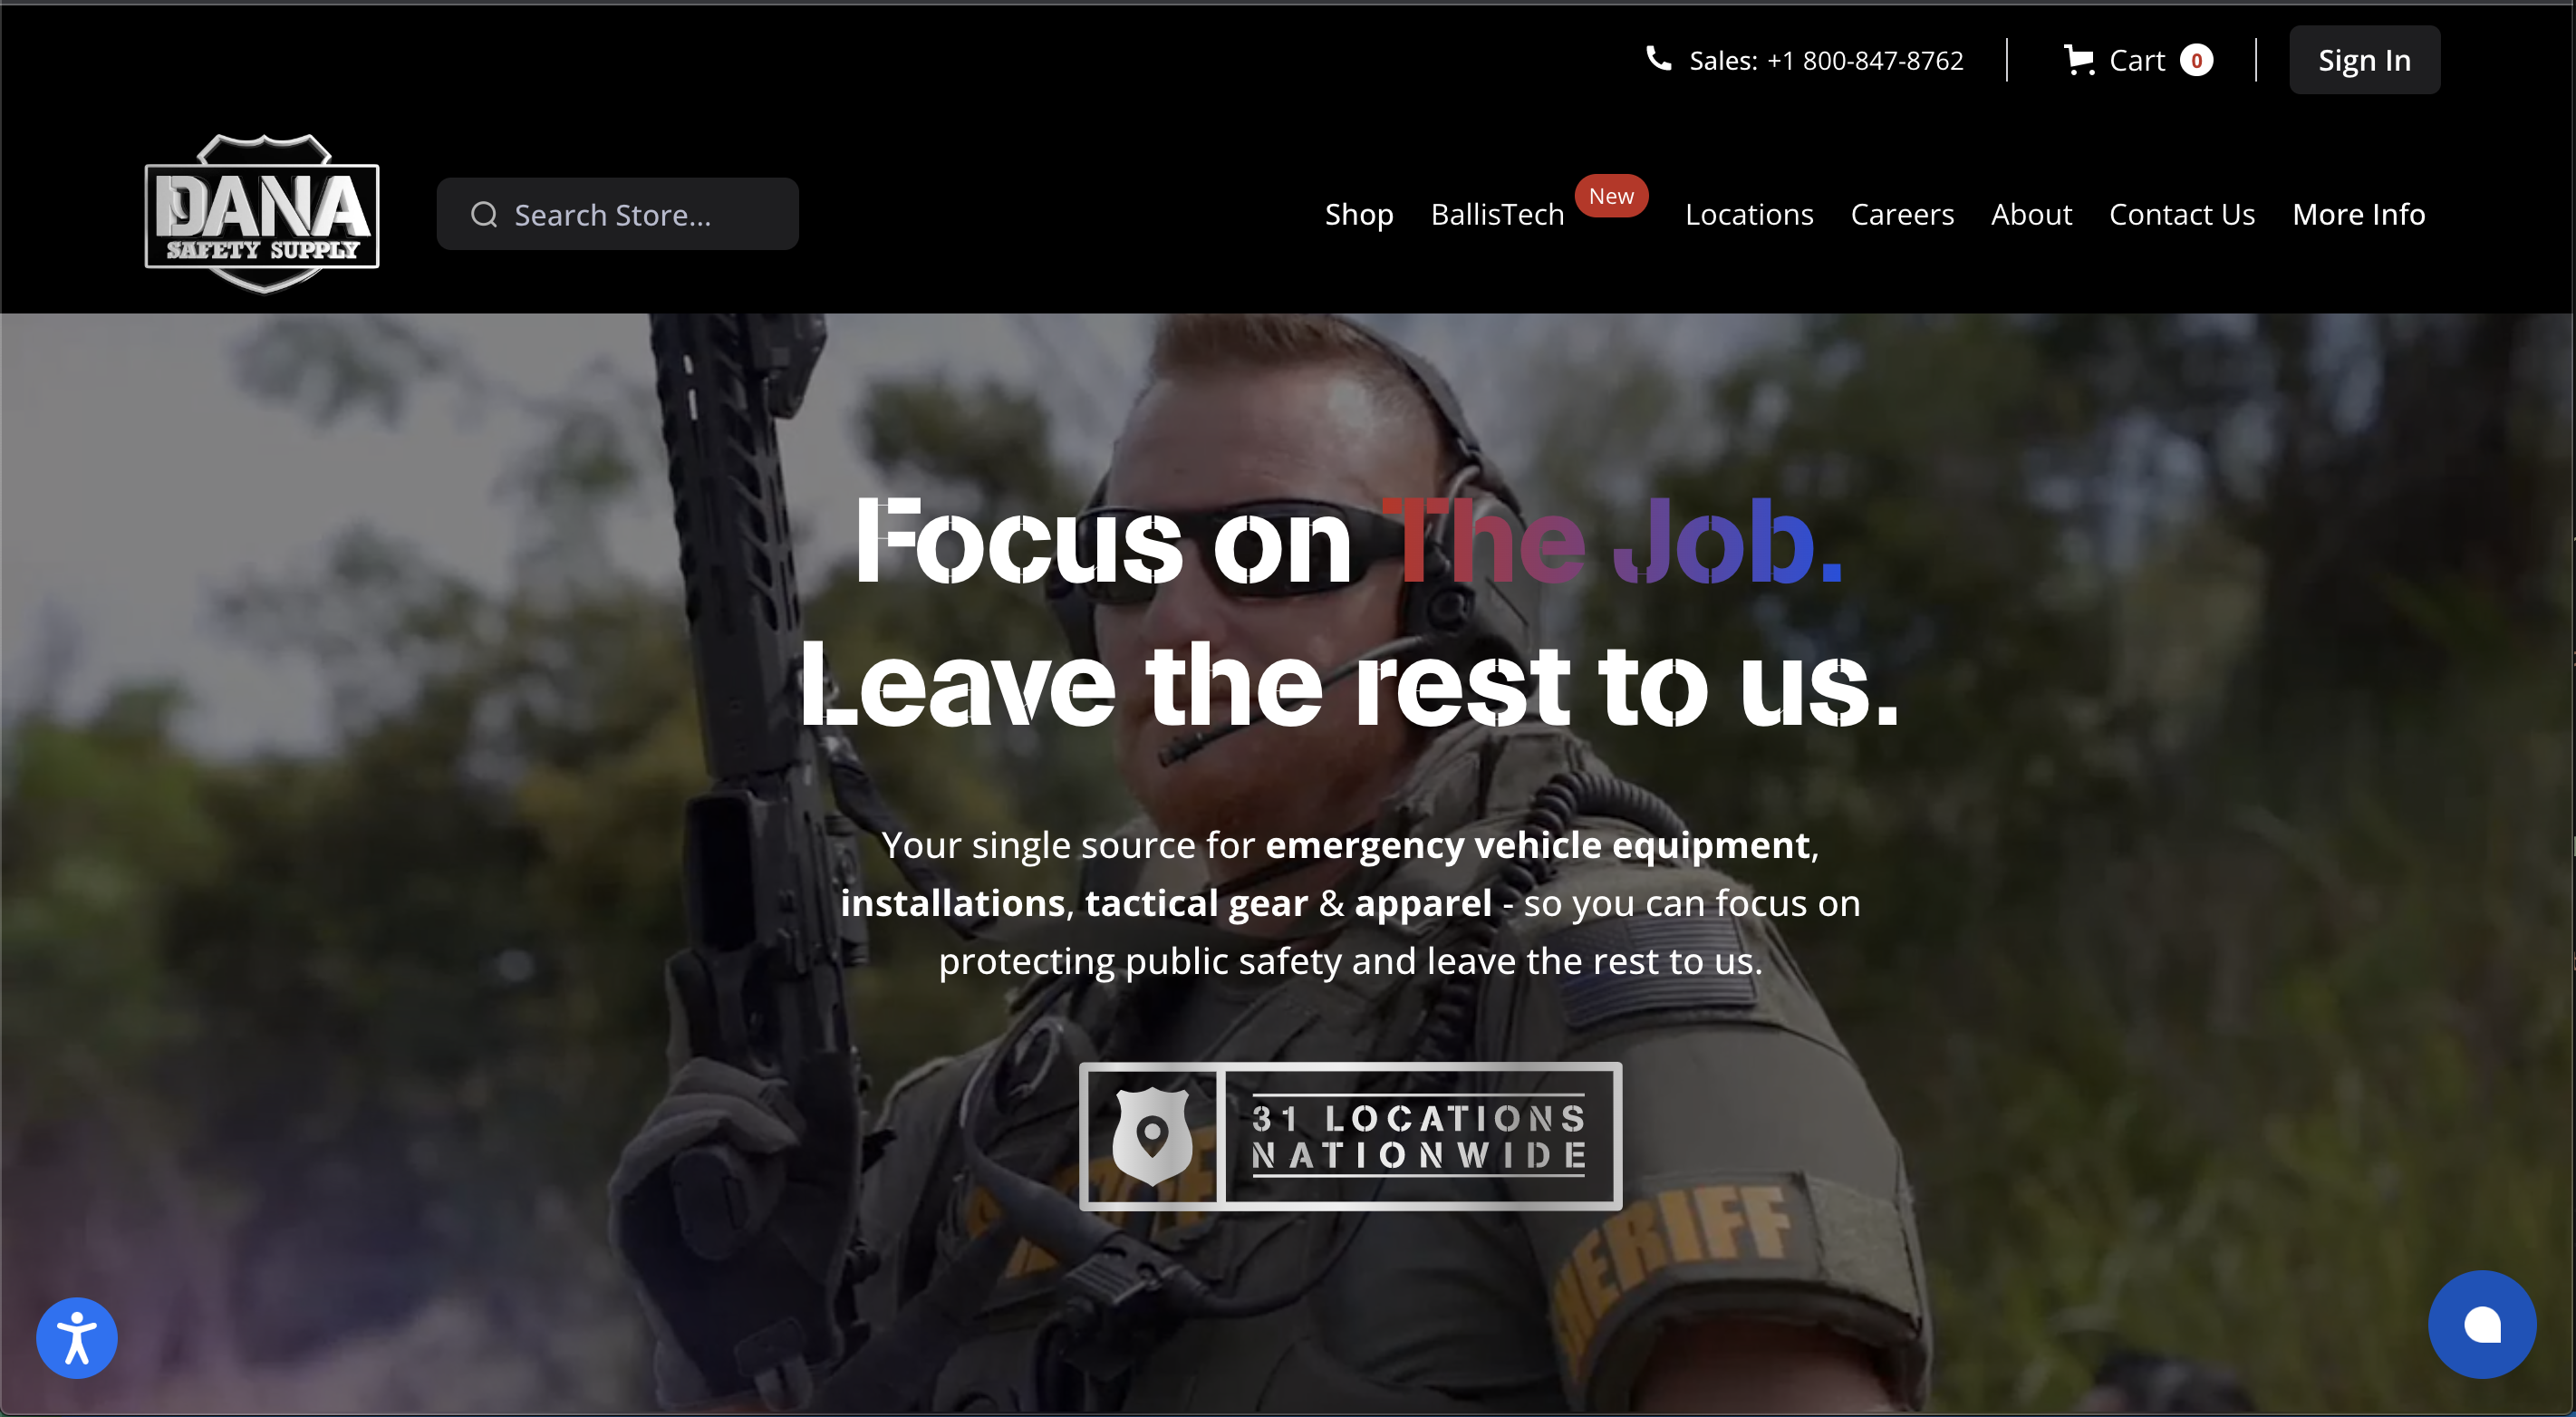 Sales: +1 800-847-8762
Cart 0
Sign In
DANA
SAFETY SUPPLY
Search Store...
Shop
BallisTech
New
Locations
Careers
About
Contact Us
More Info
Focus on The Job.
Leave the rest to us.
Your single source for emergency vehicle equipment,
installations, tactical gear & apparel - so you can focus on
protecting public safety and leave the rest to us.
31 LOCATIONS
NATIONWIDE
SHERIFF